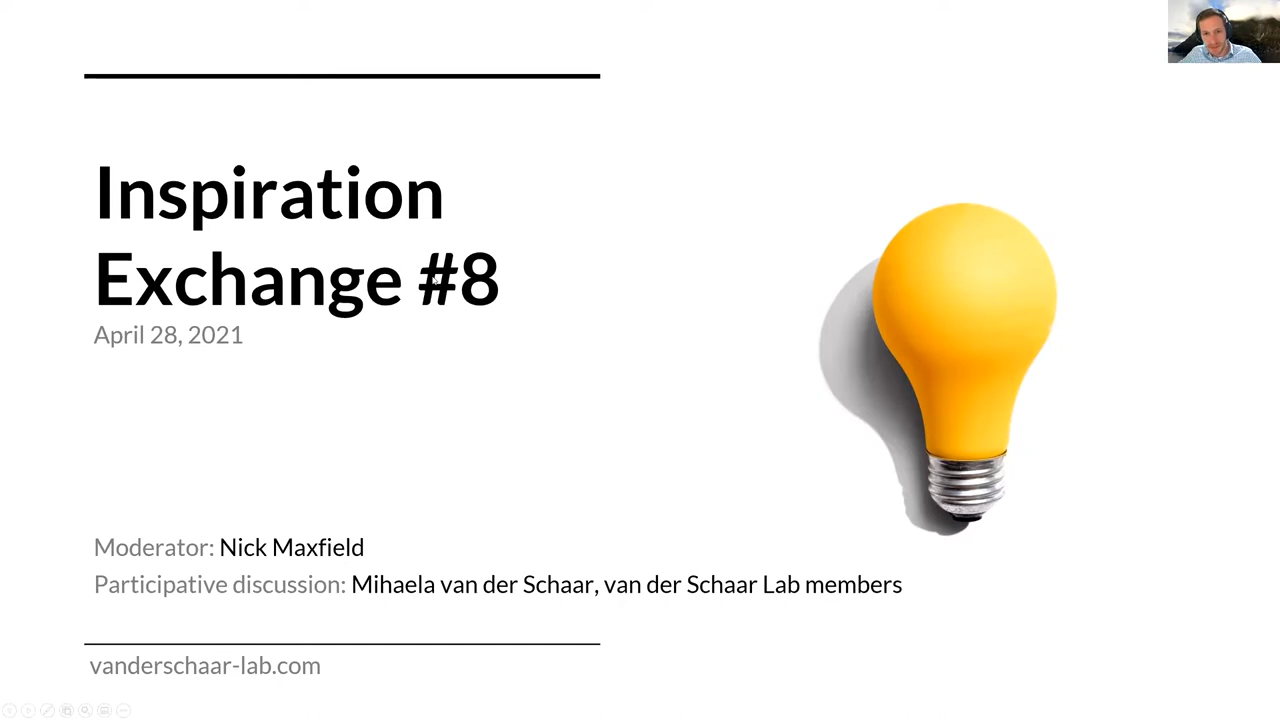 Inspiration
Exchange #8
April 28, 2021
Moderator: Nick Maxfield
Participative discussion: Mihaela van der Schaar, van der Schaar Lab members
vanderschaar-lab.com